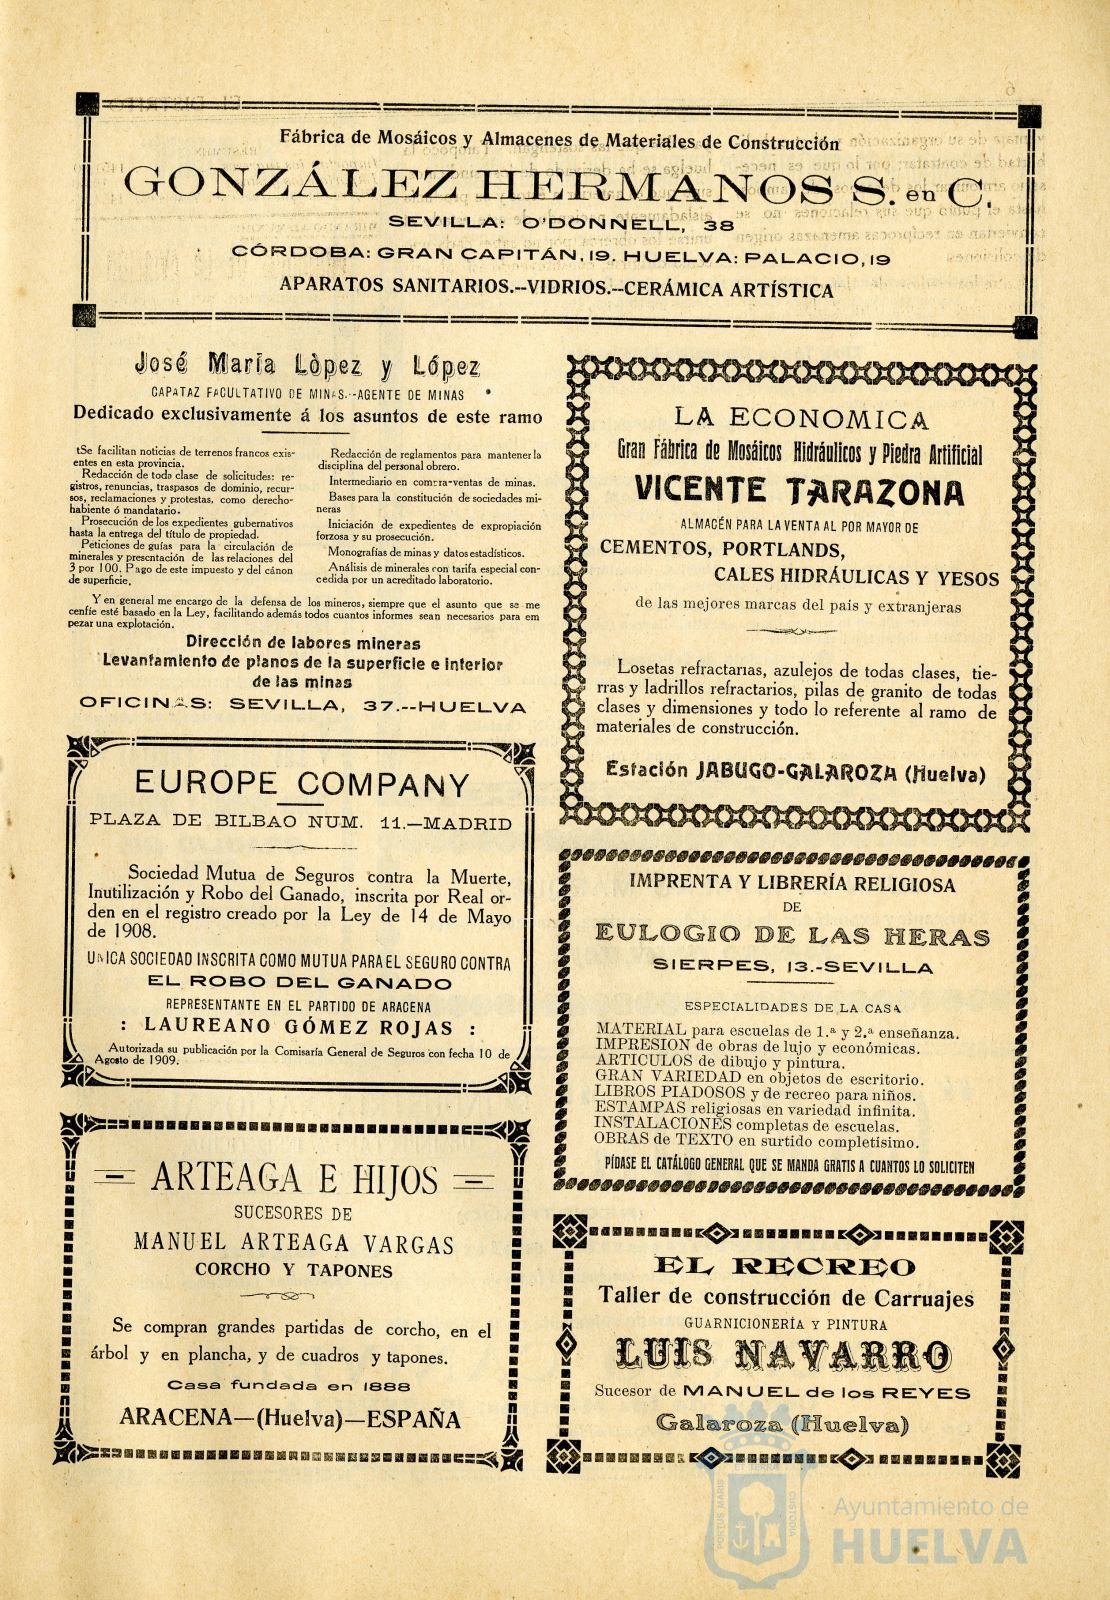 Fábrica de Mosáicos y Almacenes de Materiales de Construcción
GONZÁLEZ HERMANOS S. en C.
SEVILLA: O'DONNELL, 38
CÓRDOBA: GRAN CAPITÁN, 19. HUELVA: PALACIO, 19
APARATOS SANITARIOS.--VIDRIOS.--CERÁMICA ARTÍSTICA
José María Lòpez y López
CAPATAZ FACULTATIVO DE MINAS.--AGENTE DE MINAS
Dedicado exclusivamente á los asuntos de este ramo
tSe facilitan noticias de terrenos francos exis-
entes en esta provincia.
Redacción de toda clase de solicitudes: re-
gistros, renuncias, traspasos de dominio, recur-
sos, reclamaciones y protestas, como derecho-
habiente ó mandatario.
Prosecución de los expedientes gubernativos
hasta la entrega del título de propiedad.
Peticiones de guías para la circulación de
minerales y presentación de las relaciones del
3 por 100. Pago de este impuesto y del cánon
de superficie.
Redacción de reglamentos para mantener la
disciplina del personal obrero.
Intermediario en compra-ventas de minas.
Bases para la constitución de sociedades mi-
neras
Iniciación de expedientes de expropiación
forzosa y su prosecución.
Monografías de minas y datos estadísticos.
Análisis de minerales con tarifa especial con-
cedida por un acreditado laboratorio.
Y en general me encargo de la defensa de los mineros, siempre que el asunto que se me
cenfíe esté basado en la Ley, facilitando además todos cuantos informes sean necesarios para em
pezar una explotación.
Dirección de labores mineras
Levantamiento de planos de la superficie e interior
de las minas
OFICINAS: SEVILLA, 37.--HUELVA
EUROPE COMPANY
PLAZA DE BILBAO NUM. 11.—MADRID
Sociedad Mutua de Seguros contra la Muerte,
Inutilización y Robo del Ganado, inscrita por Real or-
den en el registro creado por la Ley de 14 de Mayo
de 1908.
UNICA SOCIEDAD INSCRITA COMO MUTUA PARA EL SEGURO CONTRA
EL ROBO DEL GANADO
REPRESENTANTE EN EL PARTIDO DE ARACENA
: LAUREANO GÓMEZ ROJAS :
Autorizada su publicación por la Comisaría General de Seguros con fecha 10 de
Agosto de 1909.
ARTEAGA E HIJOS
SUCESORES DE
MANUEL ARTEAGA VARGAS
CORCHO Y TAPONES
Se compran grandes partidas de corcho, en el
árbol y en plancha, y de cuadros y tapones.
Casa fundada en 1888
ARACENA—(Huelva)—ESPAÑA
LA ECONOMICA
Gran Fábrica de Mosáicos Hidráulicos y Piedra Artificial
VICENTE TARAZONA
ALMACÉN PARA LA VENTA AL POR MAYOR DE
CEMENTOS, PORTLANDS,
CALES HIDRÁULICAS Y YESOS
de las mejores marcas del país y extranjeras
Losetas refractarias, azulejos de todas clases, tie-
rras y ladrillos refractarios, pilas de granito de todas
clases y dimensiones y todo lo referente al ramo de
materiales de construcción.
Estación JABUGO-GALAROZA (Huelva)
IMPRENTA Y LIBRERÍA RELIGIOSA
DE
EULOGIO DE LAS HERAS
SIERPES, 13.-SEVILLA
ESPECIALIDADES DE LA CASA
MATERIAL para escuelas de 1.ª y 2.ª enseñanza.
IMPRESION de obras de lujo y económicas.
ARTICULOS de dibujo y pintura.
GRAN VARIEDAD en objetos de escritorio.
LIBROS PIADOSOS y de recreo para niños.
ESTAMPAS religiosas en variedad infinita.
INSTALACIONES completas de escuelas.
OBRAS de TEXTO en surtido completísimo.
PÍDASE EL CATÁLOGO GENERAL QUE SE MANDA GRATIS A CUANTOS LO SOLICITEN
EL RECREO
Taller de construcción de Carruajes
GUARNICIONERÍA Y PINTURA
LUIS NAVARRO
Sucesor de MANUEL de los REYES
Galaroza (Huelva)
PORTUS MARIS
CUSTODIA
Ayuntamiento de
HUELVA